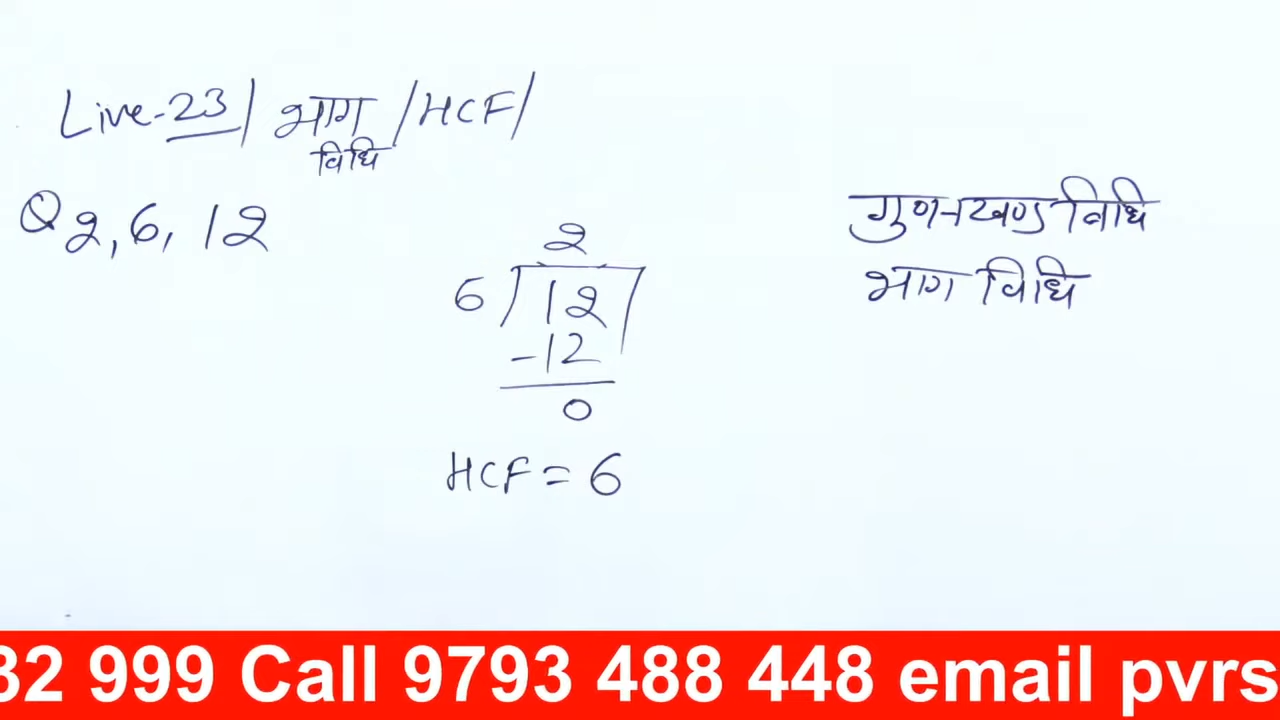 Live-23 / भाग विधि / HCF /
Q 2, 6, 12
2
6 ) 12
-12
0
HCF = 6
गुणनखण्ड विधि
भाग विधि
32 999 Call 9793 488 448 email pvrs